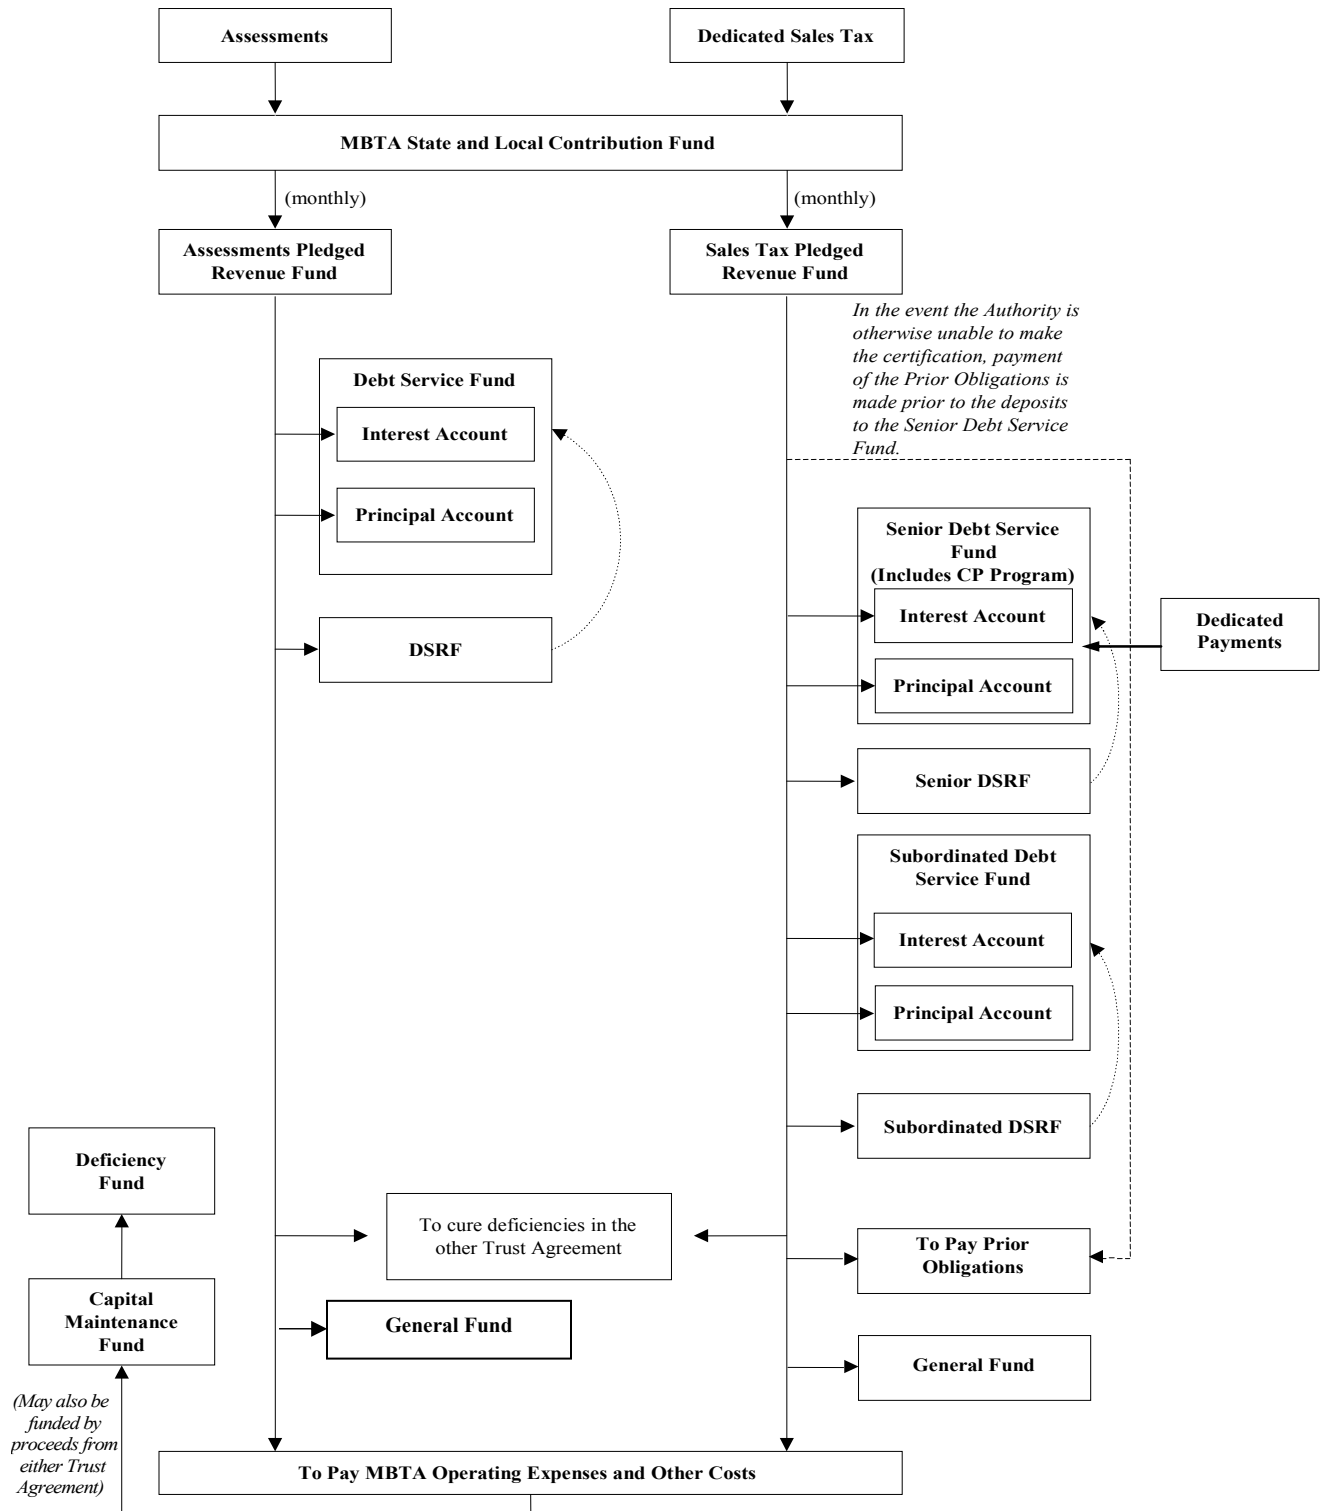 Assessments
Dedicated Sales Tax
MBTA State and Local Contribution Fund
(monthly)
(monthly)
Assessments Pledged
Revenue Fund
Sales Tax Pledged
Revenue Fund
In the event the Authority is
otherwise unable to make
the certification, payment
of the Prior Obligations is
made prior to the deposits
to the Senior Debt Service
Fund.
Debt Service Fund
Interest Account
Principal Account
DSRF
Senior Debt Service
Fund
(Includes CP Program)
Interest Account
Principal Account
Dedicated
Payments
Senior DSRF
Subordinated Debt
Service Fund
Interest Account
Principal Account
Subordinated DSRF
Deficiency
Fund
To cure deficiencies in the
other Trust Agreement
To Pay Prior
Obligations
Capital
Maintenance
Fund
General Fund
General Fund
(May also be
funded by
proceeds from
either Trust
Agreement)
To Pay MBTA Operating Expenses and Other Costs